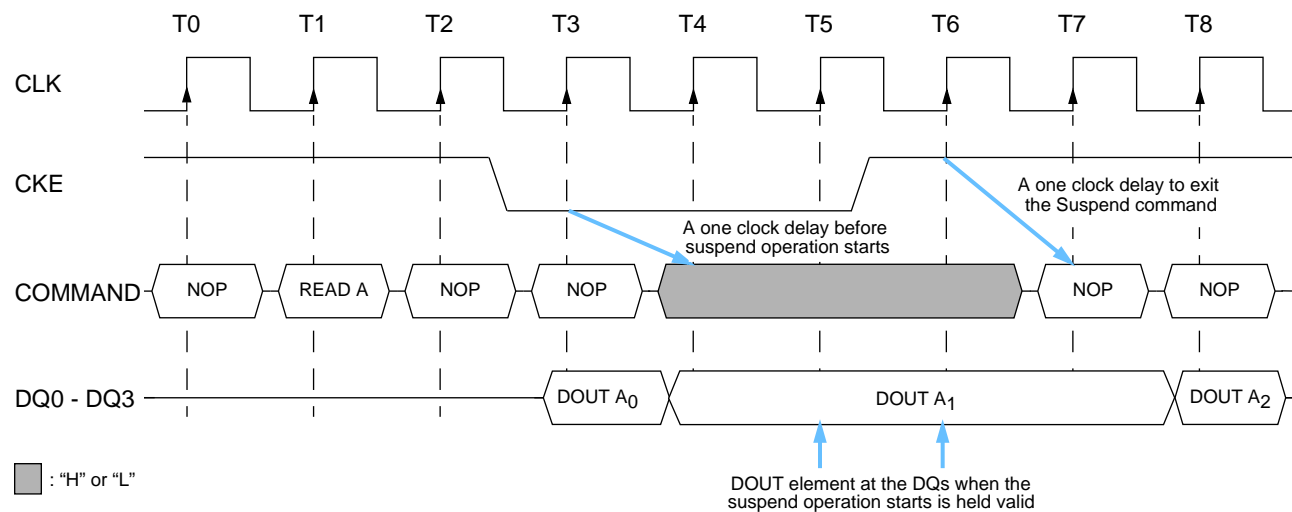 T0 T1 T2 T3 T4 T5 T6 T7 T8
CLK
CKE
A one clock delay to exit
the Suspend command
A one clock delay before
suspend operation starts
COMMAND NOP READ A NOP NOP NOP NOP
DQ0 - DQ3 DOUT A0 DOUT A1 DOUT A2
: “H” or “L”
DOUT element at the DQs when the
suspend operation starts is held valid